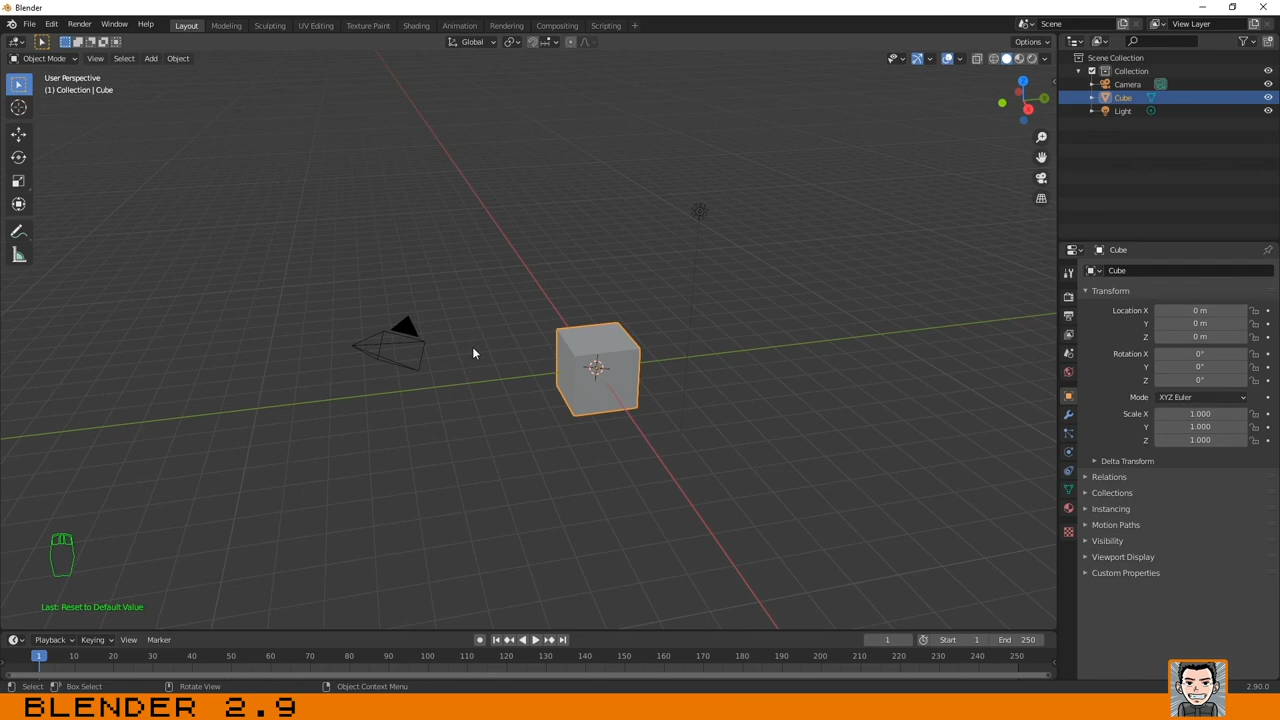 Blender
File Edit Render Window Help Layout Modeling Sculpting UV Editing Texture Paint Shading Animation Rendering Compositing Scripting + Scene View Layer
Global Options
Object Mode View Select Add Object
User Perspective
(1) Collection | Cube
Scene Collection
Collection
Camera
Cube
Light
Cube
Cube
Transform
Location X 0 m
Y 0 m
Z 0 m
Rotation X 0°
Y 0°
Z 0°
Mode XYZ Euler
Scale X 1.000
Y 1.000
Z 1.000
Delta Transform
Relations
Collections
Instancing
Motion Paths
Visibility
Viewport Display
Custom Properties
Last: Reset to Default Value
Playback Keying View Marker 1 Start 1 End 250
1 10 20 30 40 50 60 70 80 90 100 110 120 130 140 150 160 170 180 190 200 210 220 230 240 250
Select Box Select Rotate View Object Context Menu 2.90.0
BLENDER 2.9